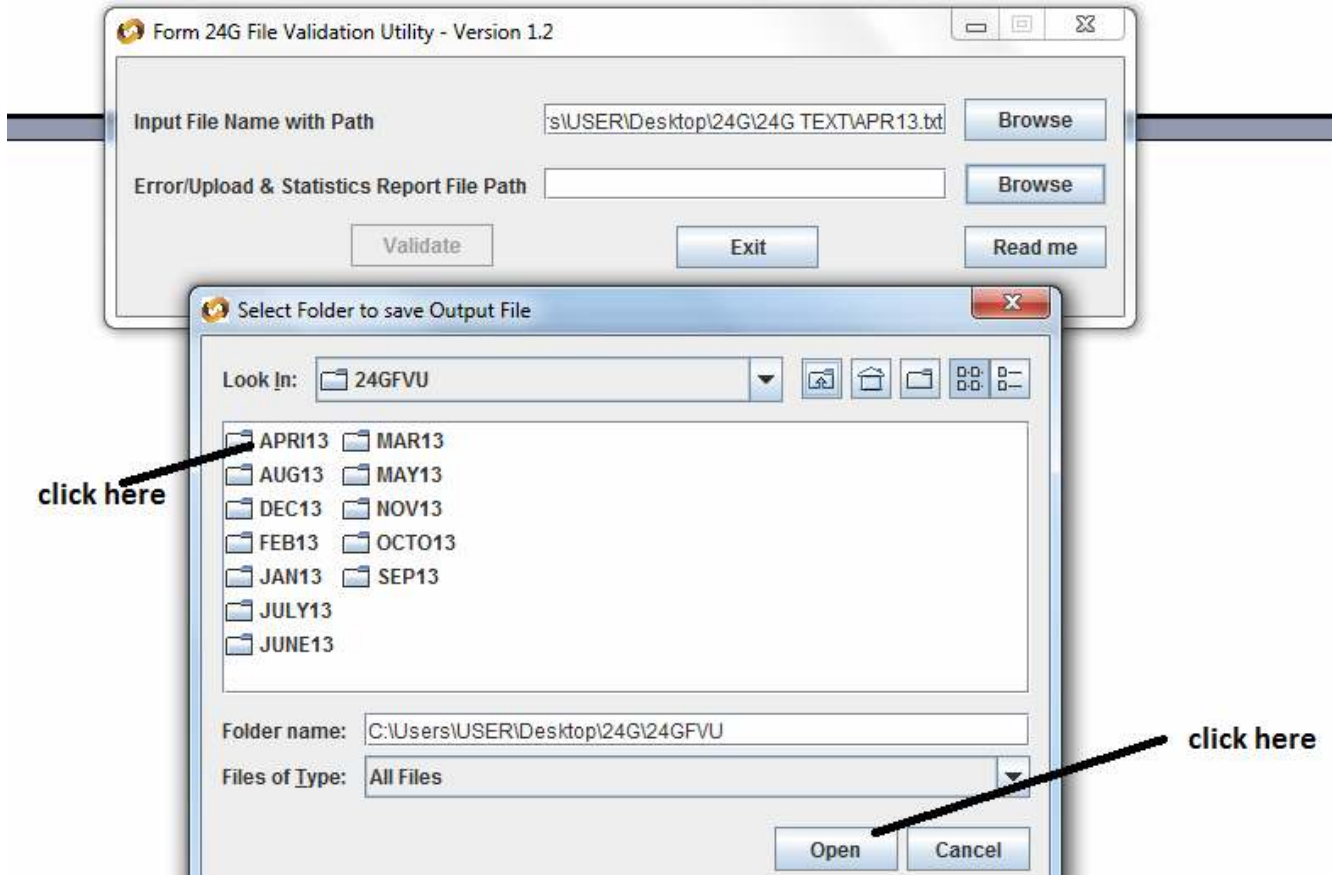 Form 24G File Validation Utility - Version 1.2
Input File Name with Path
's\USER\Desktop\24G\24G TEXT\APR13.txt
Browse
Error/Upload & Statistics Report File Path
Browse
Validate
Exit
Read me
Select Folder to save Output File
Look In:
24GFVU
APRI13
MAR13
AUG13
MAY13
click here
DEC13
NOV13
FEB13
OCTO13
JAN13
SEP13
JULY13
JUNE13
Folder name:
C:\Users\USER\Desktop\24G\24GFVU
click here
Files of Type:
All Files
Open
Cancel